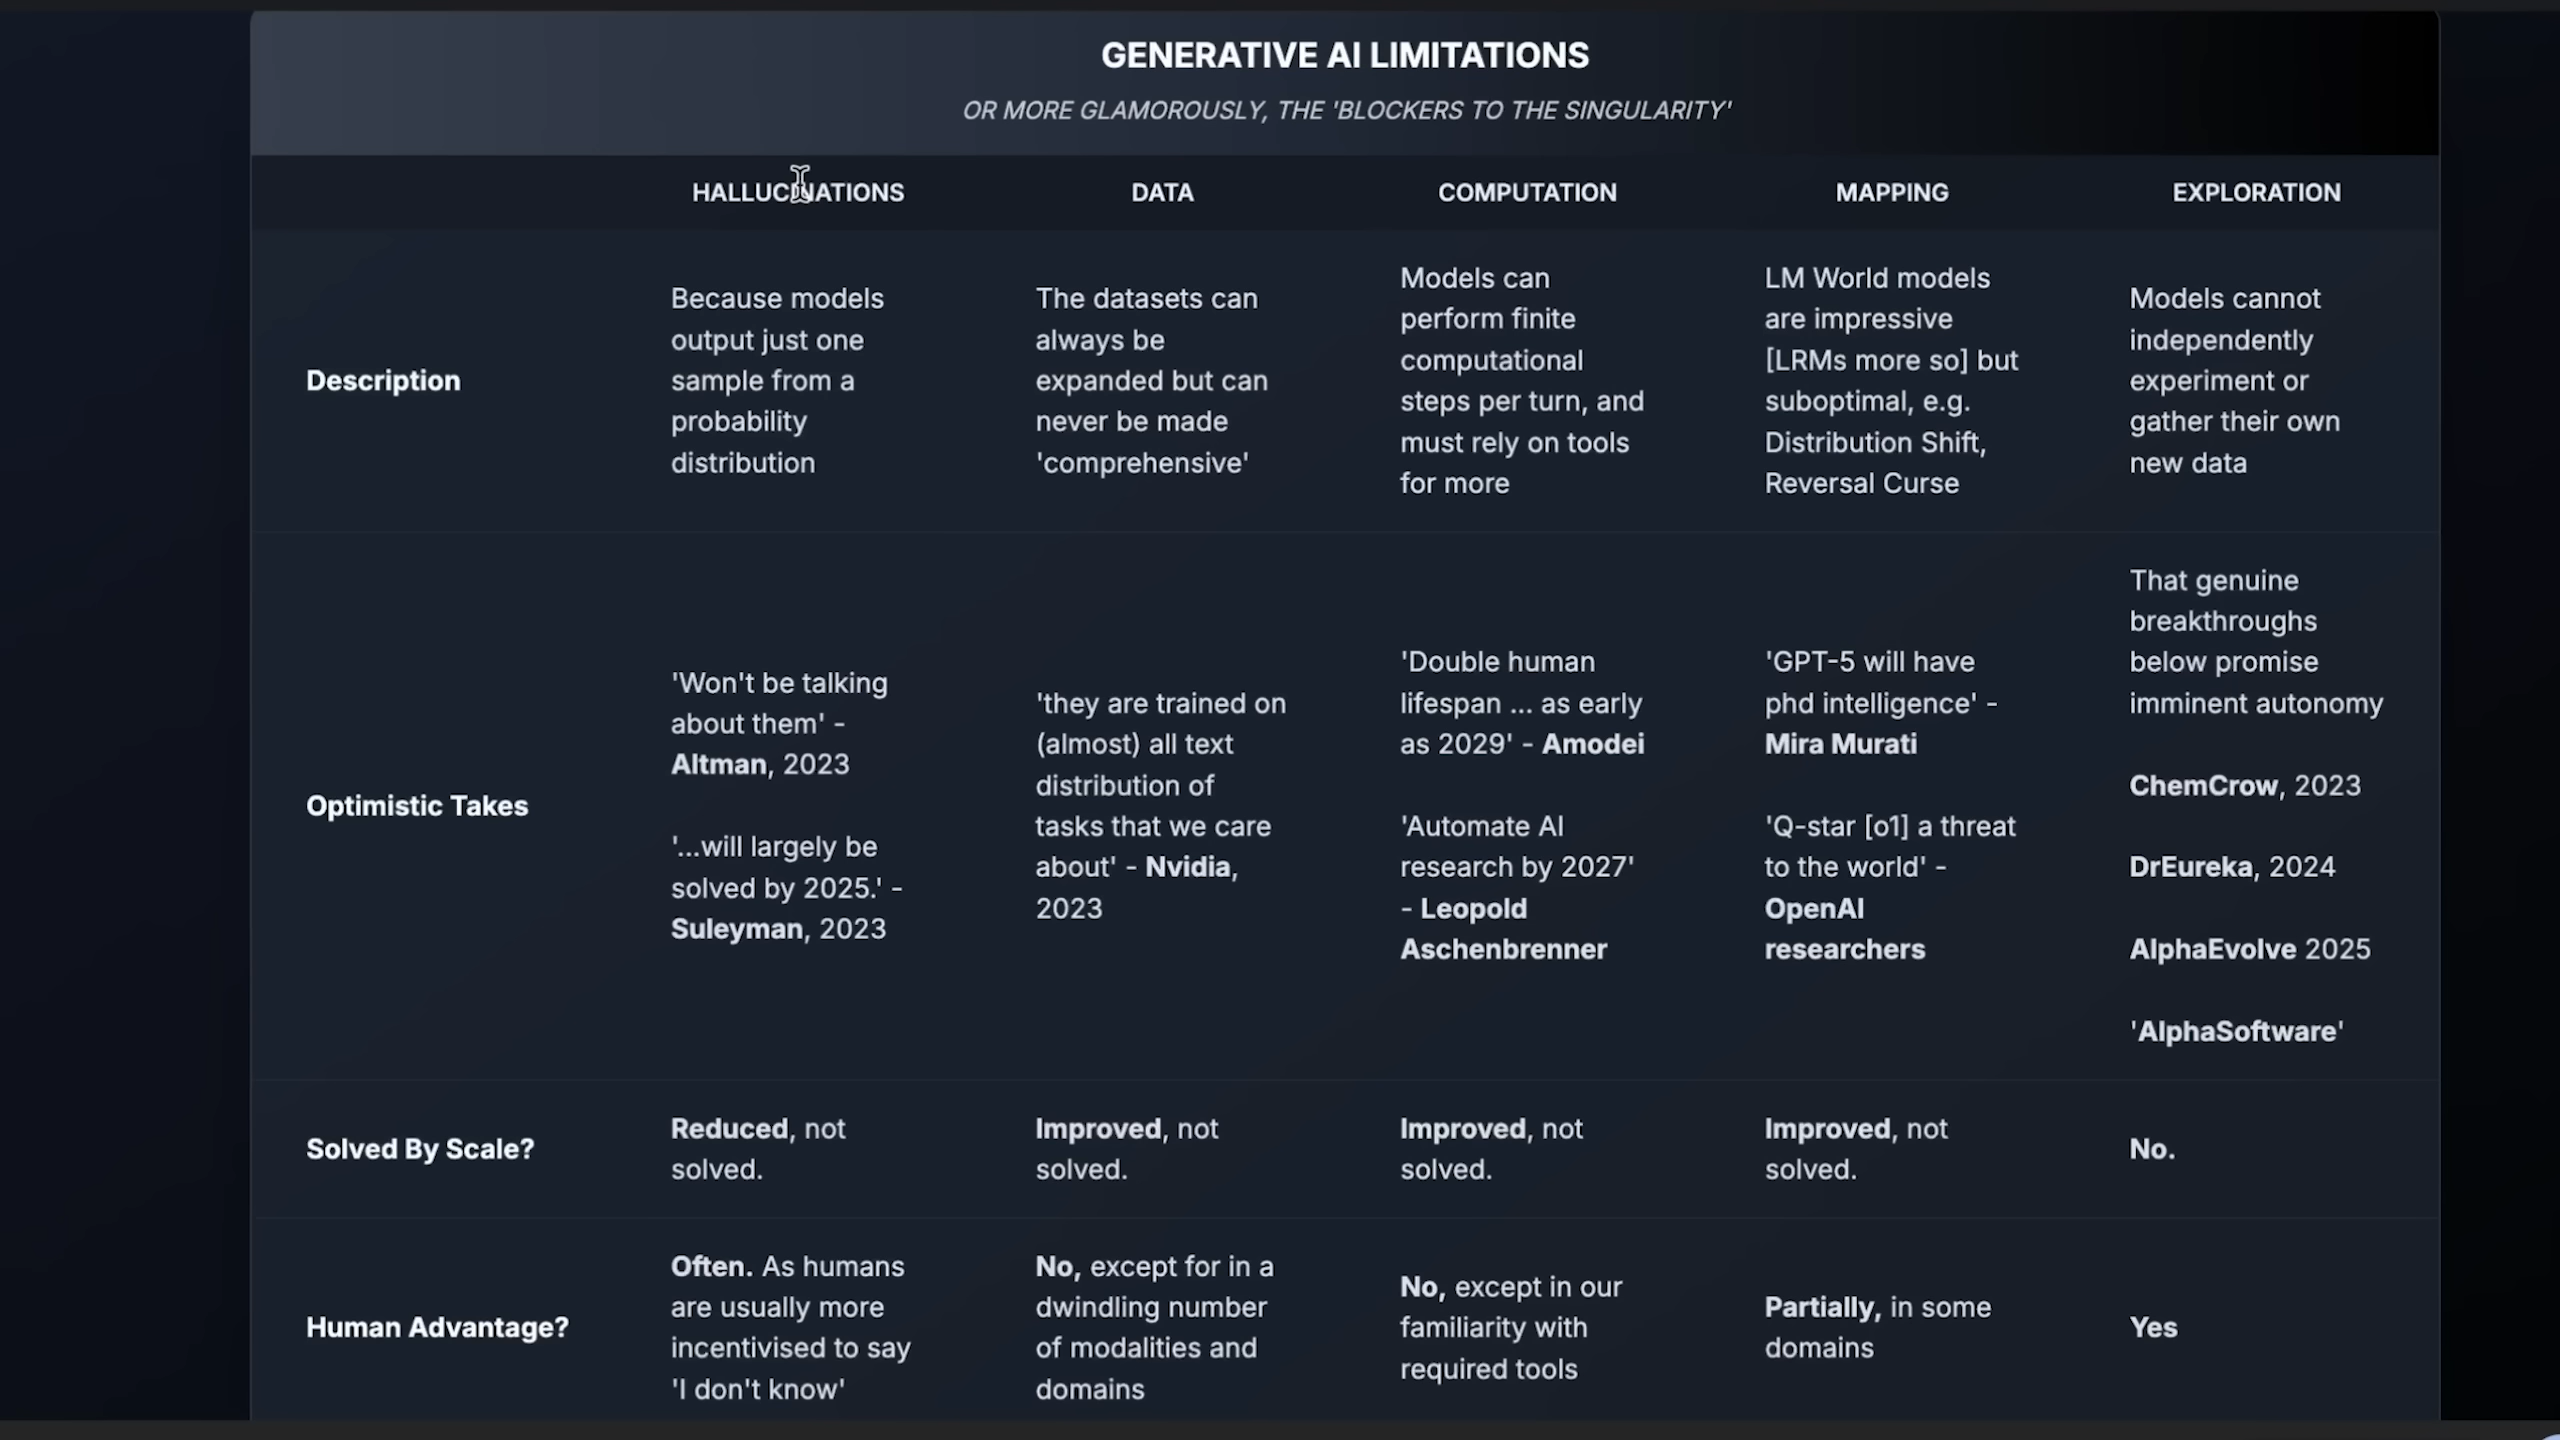 GENERATIVE AI LIMITATIONS
OR MORE GLAMOROUSLY, THE 'BLOCKERS TO THE SINGULARITY'
HALLUCINATIONS
DATA
COMPUTATION
MAPPING
EXPLORATION
Description
Because models
output just one
sample from a
probability
distribution
The datasets can
always be
expanded but can
never be made
'comprehensive'
Models can
perform finite
computational
steps per turn, and
must rely on tools
for more
LM World models
are impressive
[LRMs more so] but
suboptimal, e.g.
Distribution Shift,
Reversal Curse
Models cannot
independently
experiment or
gather their own
new data
Optimistic Takes
'Won't be talking
about them' -
Altman, 2023
'...will largely be
solved by 2025.' -
Suleyman, 2023
'they are trained on
(almost) all text
distribution of
tasks that we care
about' - Nvidia,
2023
'Double human
lifespan ... as early
as 2029' - Amodei
'Automate AI
research by 2027'
- Leopold
Aschenbrenner
'GPT-5 will have
phd intelligence' -
Mira Murati
'Q-star [o1] a threat
to the world' -
OpenAI
researchers
That genuine
breakthroughs
below promise
imminent autonomy
ChemCrow, 2023
DrEureka, 2024
AlphaEvolve 2025
'AlphaSoftware'
Solved By Scale?
Reduced, not
solved.
Improved, not
solved.
Improved, not
solved.
Improved, not
solved.
No.
Human Advantage?
Often. As humans
are usually more
incentivised to say
'I don't know'
No, except for in a
dwindling number
of modalities and
domains
No, except in our
familiarity with
required tools
Partially, in some
domains
Yes